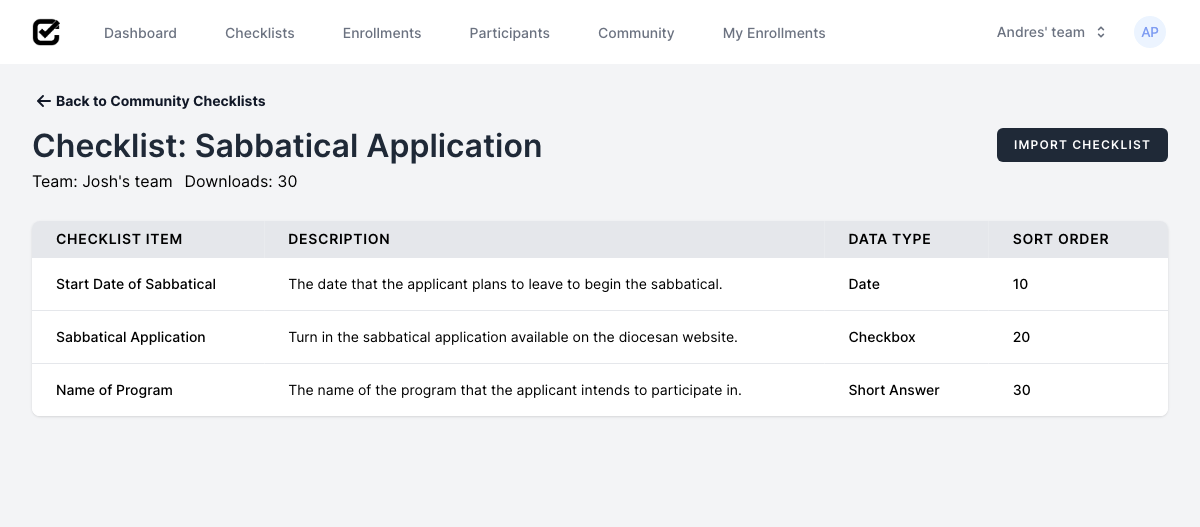 Dashboard Checklists Enrollments Participants Community My Enrollments Andres' team AP
Back to Community Checklists
Checklist: Sabbatical Application
IMPORT CHECKLIST
Team: Josh's team Downloads: 30
CHECKLIST ITEM DESCRIPTION DATA TYPE SORT ORDER
Start Date of Sabbatical The date that the applicant plans to leave to begin the sabbatical. Date 10
Sabbatical Application Turn in the sabbatical application available on the diocesan website. Checkbox 20
Name of Program The name of the program that the applicant intends to participate in. Short Answer 30